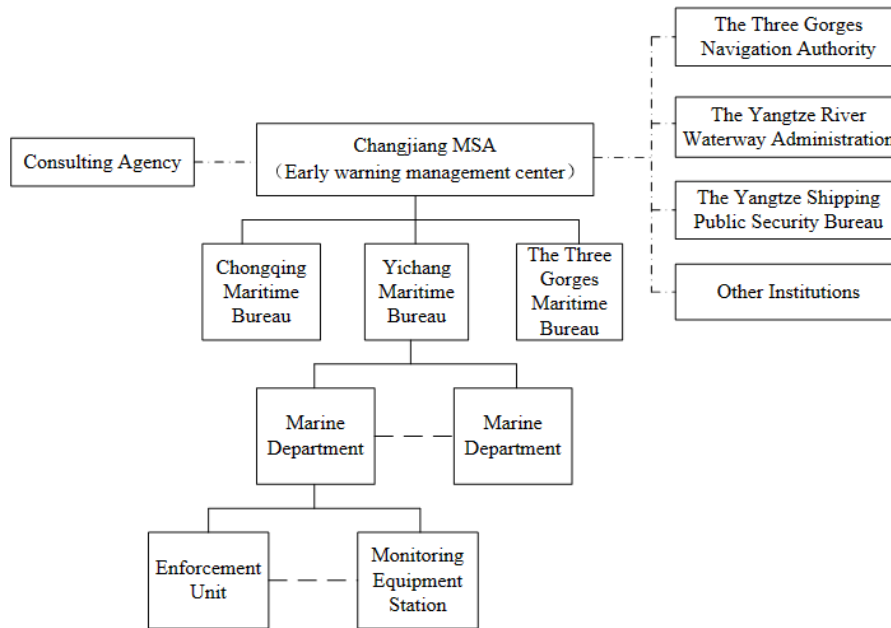 The Three Gorges
Navigation Authority
The Yangtze River
Waterway Administration
Consulting Agency
Changjiang MSA
（Early warning management center）
The Yangtze Shipping
Public Security Bureau
Other Institutions
Chongqing
Maritime
Bureau
Yichang
Maritime
Bureau
The Three
Gorges
Maritime
Bureau
Marine
Department
Marine
Department
Enforcement
Unit
Monitoring
Equipment
Station